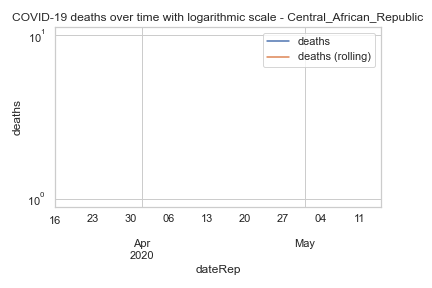 COVID-19 deaths over time with logarithmic scale - Central_African_Republic
10¹
deaths
deaths (rolling)
deaths
10⁰
16 23 30 06 13 20 27 04 11
Apr May
2020
dateRep